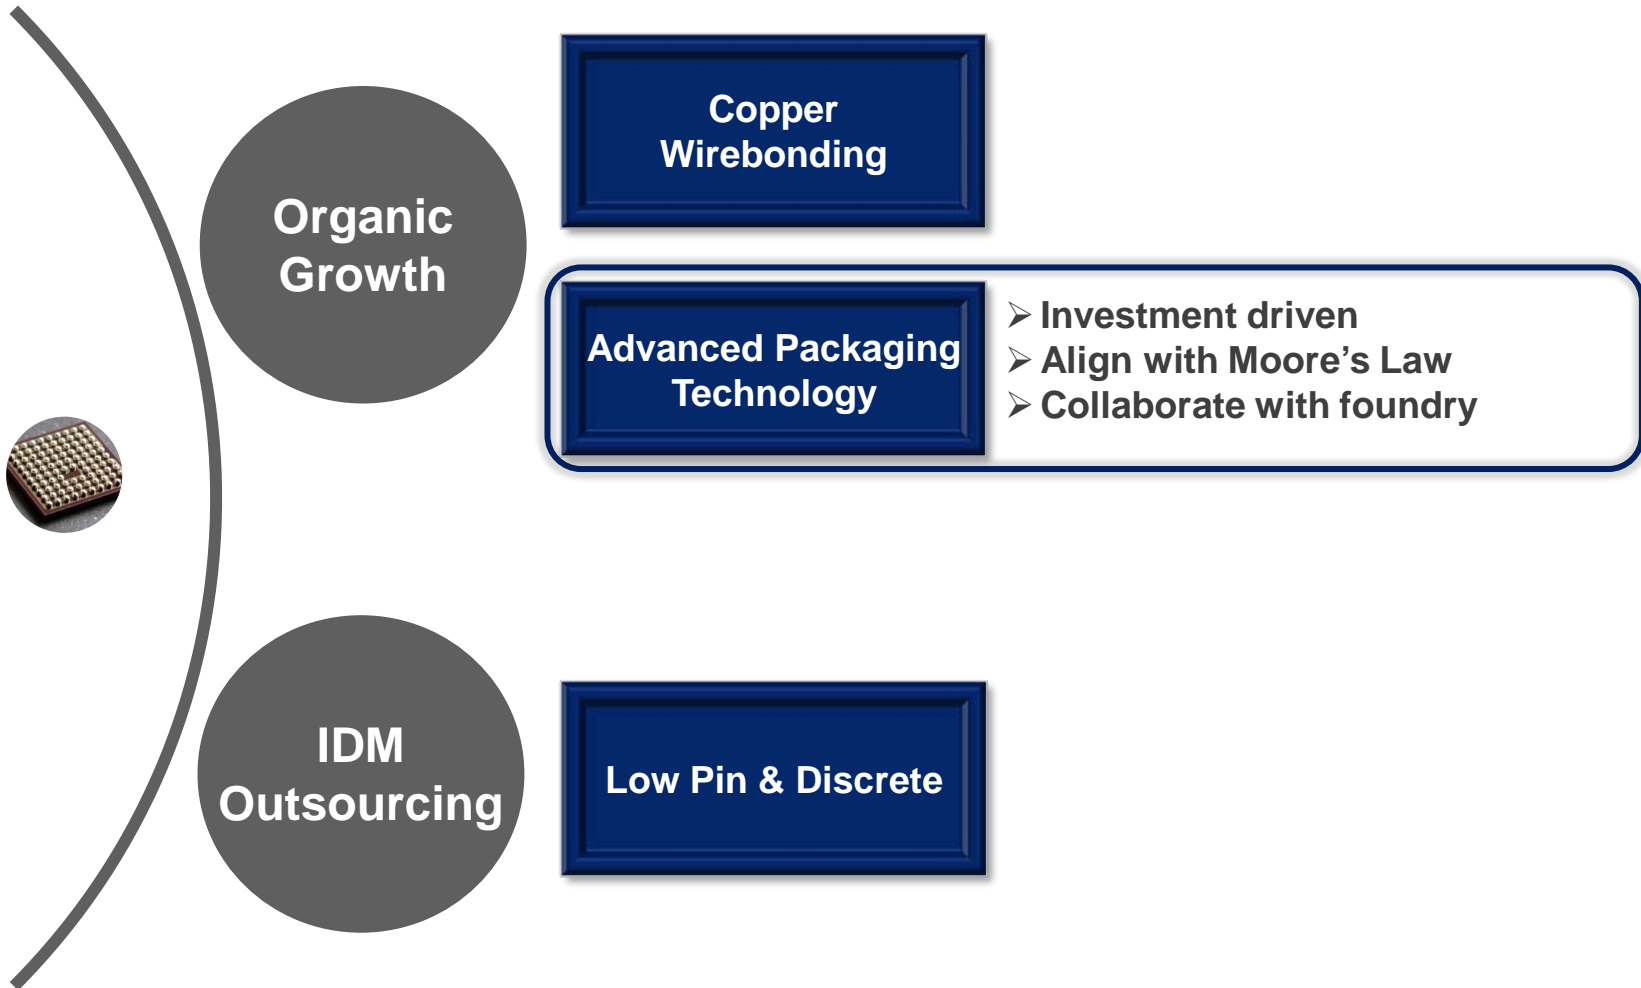 Organic
Growth
Copper
Wirebonding
Advanced Packaging
Technology
➢ Investment driven
➢ Align with Moore’s Law
➢ Collaborate with foundry
IDM
Outsourcing
Low Pin & Discrete